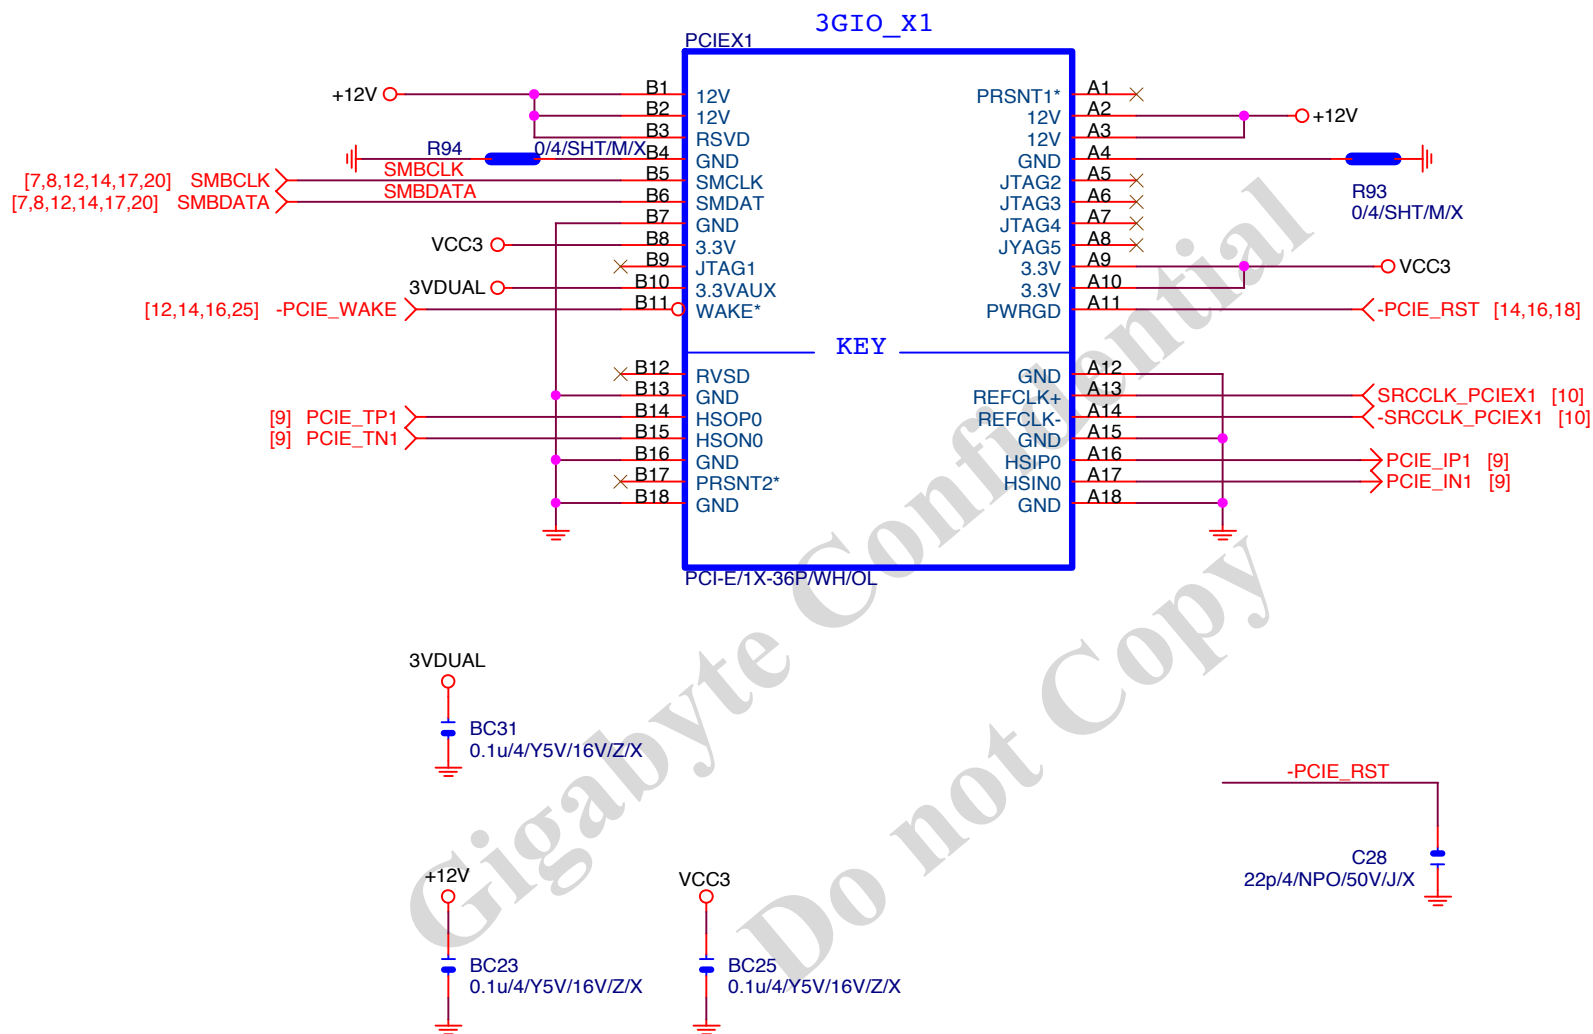 3GIO_X1
PCIEX1
+12V B1 12V PRSNT1* A1
B2 12V 12V A2 +12V
B3 RSVD 12V A3
R94 0/4/SHT/M/X B4 GND GND A4
[7,8,12,14,17,20] SMBCLK SMBCLK B5 SMCLK JTAG2 A5
[7,8,12,14,17,20] SMBDATA SMBDATA B6 SMDAT JTAG3 A6
R93
0/4/SHT/M/X
B7 GND JTAG4 A7
VCC3 B8 3.3V JYAG5 A8
B9 JTAG1 3.3V A9 VCC3
3VDUAL B10 3.3VAUX 3.3V A10
[12,14,16,25] -PCIE_WAKE B11 WAKE* PWRGD A11 -PCIE_RST [14,16,18]
KEY
B12 RVSD GND A12
B13 GND REFCLK+ A13 SRCCLK_PCIEX1 [10]
[9] PCIE_TP1 B14 HSOP0 REFCLK- A14 -SRCCLK_PCIEX1 [10]
[9] PCIE_TN1 B15 HSON0 GND A15
B16 GND HSIP0 A16 PCIE_IP1 [9]
B17 PRSNT2* HSIN0 A17 PCIE_IN1 [9]
B18 GND GND A18
PCI-E/1X-36P/WH/OL
3VDUAL
BC31
0.1u/4/Y5V/16V/Z/X
-PCIE_RST
C28
22p/4/NPO/50V/J/X
+12V
BC23
0.1u/4/Y5V/16V/Z/X
VCC3
BC25
0.1u/4/Y5V/16V/Z/X
Gigabyte Confidential
Do not Copy